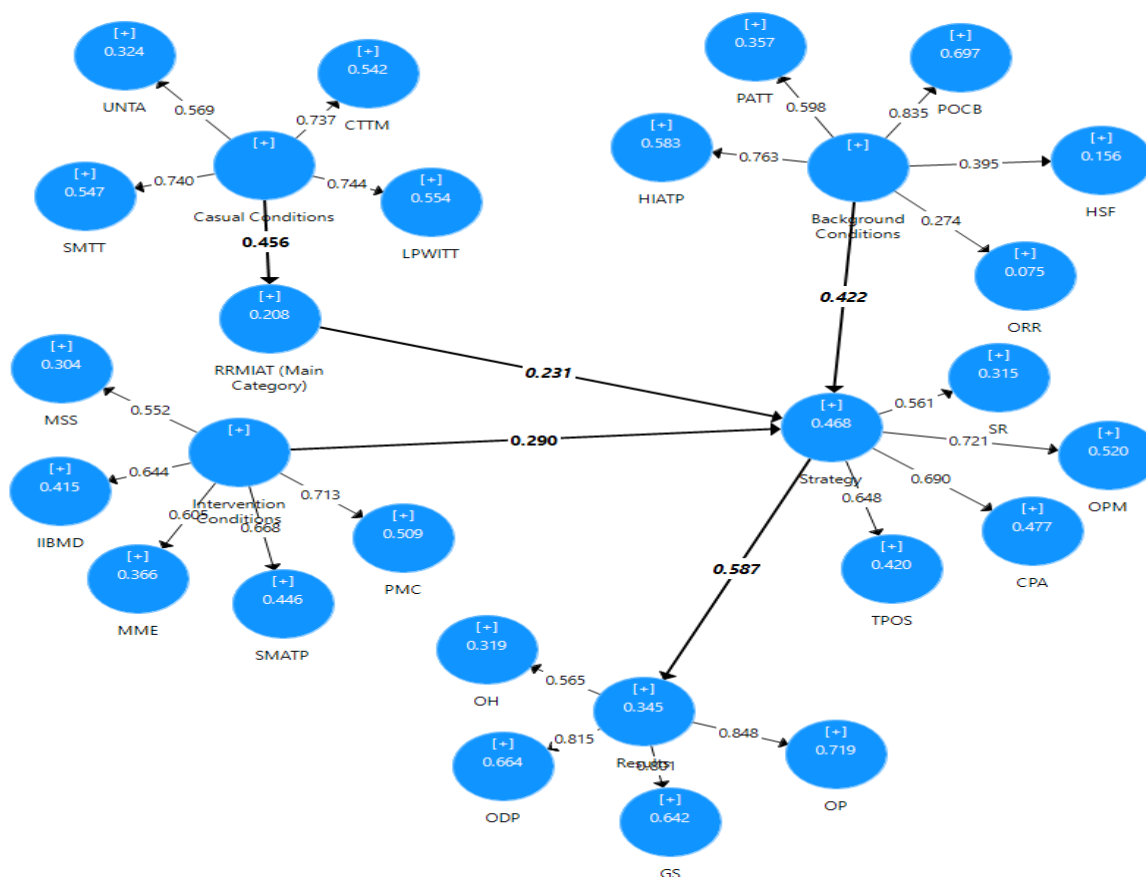 [+]
0.324
UNTA
[+]
0.542
CTTM
0.569
0.737
[+]
Casual Conditions
0.740
0.744
[+]
0.547
SMTT
[+]
0.554
LPWITT
0.456
[+]
0.208
RRMIAT (Main
Category)
[+]
0.357
PATT
[+]
0.697
POCB
0.598
0.835
[+]
0.583
HIATP
0.763
[+]
Background
Conditions
0.395
[+]
0.156
HSF
0.274
[+]
0.075
ORR
0.422
0.231
0.290
[+]
0.304
MSS
0.552
[+]
Intervention
Conditions
0.644
[+]
0.415
IIBMD
0.605
[+]
0.366
MME
0.668
[+]
0.446
SMATP
0.713
[+]
0.509
PMC
[+]
0.468
Strategy
0.561
[+]
0.315
SR
0.721
[+]
0.520
OPM
0.690
[+]
0.477
CPA
0.648
[+]
0.420
TPOS
0.587
[+]
0.319
OH
0.565
[+]
0.345
Results
0.815
[+]
0.664
ODP
0.801
[+]
0.642
GS
0.848
[+]
0.719
OP